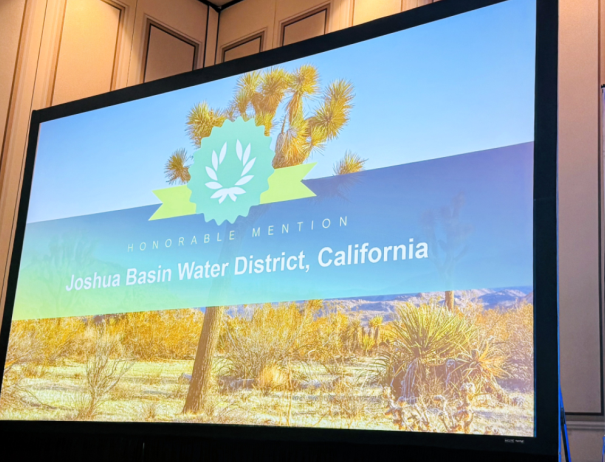 HONORABLE MENTION
Joshua Basin Water District, California